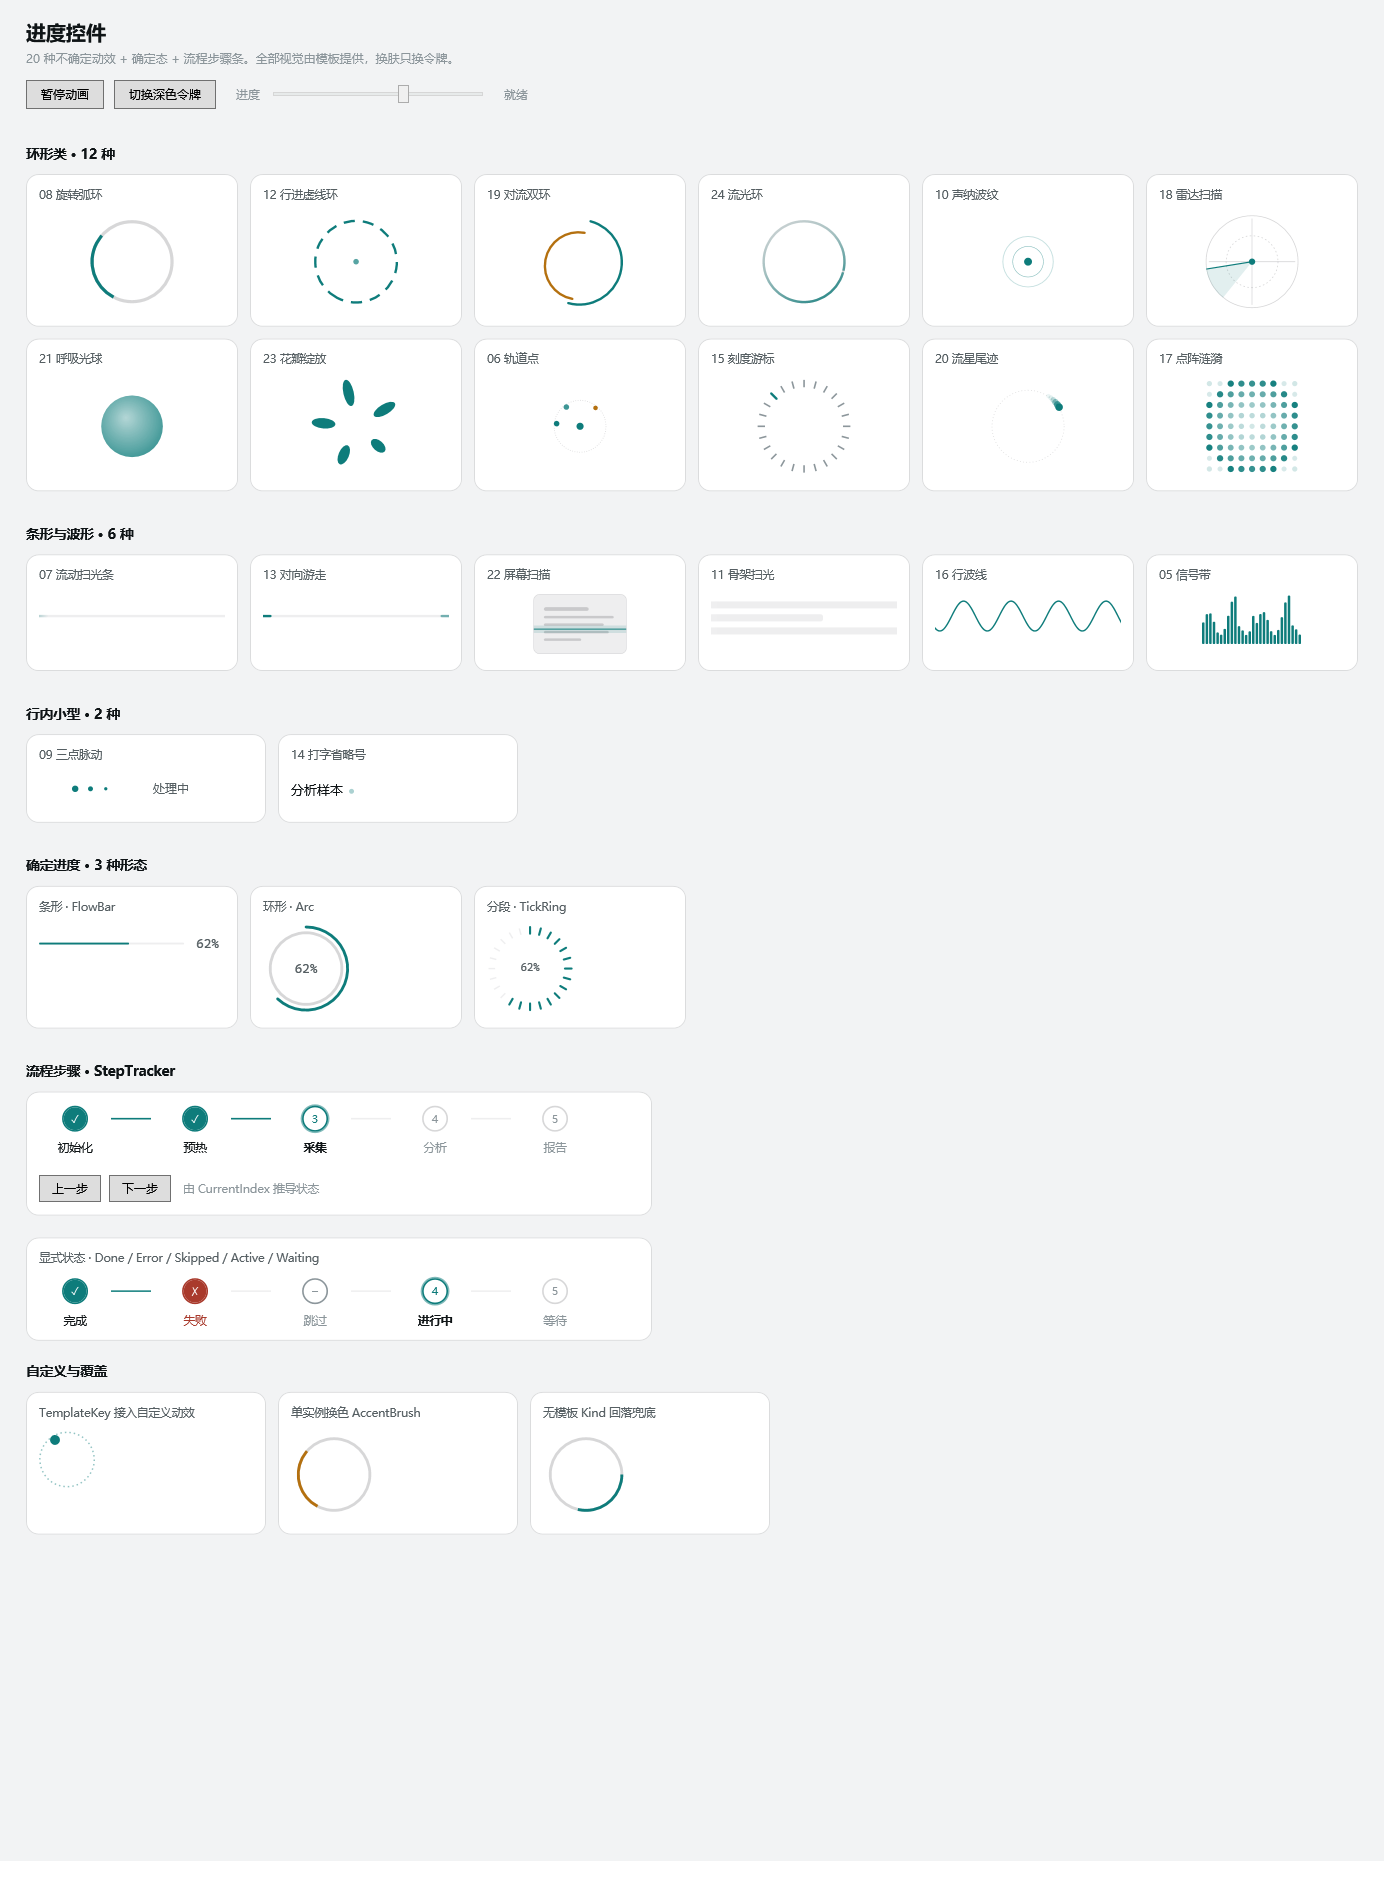 进度控件
20 种不确定动效 + 确定态 + 流程步骤条。全部视觉由模板提供，换肤只换令牌。
暂停动画 切换深色令牌 进度 就绪
环形类 • 12 种
08 旋转弧环 12 行进虚线环 19 对流双环 24 流光环 10 声纳波纹 18 雷达扫描
21 呼吸光球 23 花瓣绽放 06 轨道点 15 刻度游标 20 流星尾迹 17 点阵涟漪
条形与波形 • 6 种
07 流动扫光条 13 对向游走 22 屏幕扫描 11 骨架扫光 16 行波线 05 信号带
行内小型 • 2 种
09 三点脉动 14 打字省略号
处理中 分析样本
确定进度 • 3 种形态
条形 · FlowBar 环形 · Arc 分段 · TickRing
62% 62% 62%
流程步骤 • StepTracker
✓ ✓ 3 4 5
初始化 预热 采集 分析 报告
上一步 下一步 由 CurrentIndex 推导状态
显式状态 · Done / Error / Skipped / Active / Waiting
✓ X – 4 5
完成 失败 跳过 进行中 等待
自定义与覆盖
TemplateKey 接入自定义动效 单实例换色 AccentBrush 无模板 Kind 回落兜底